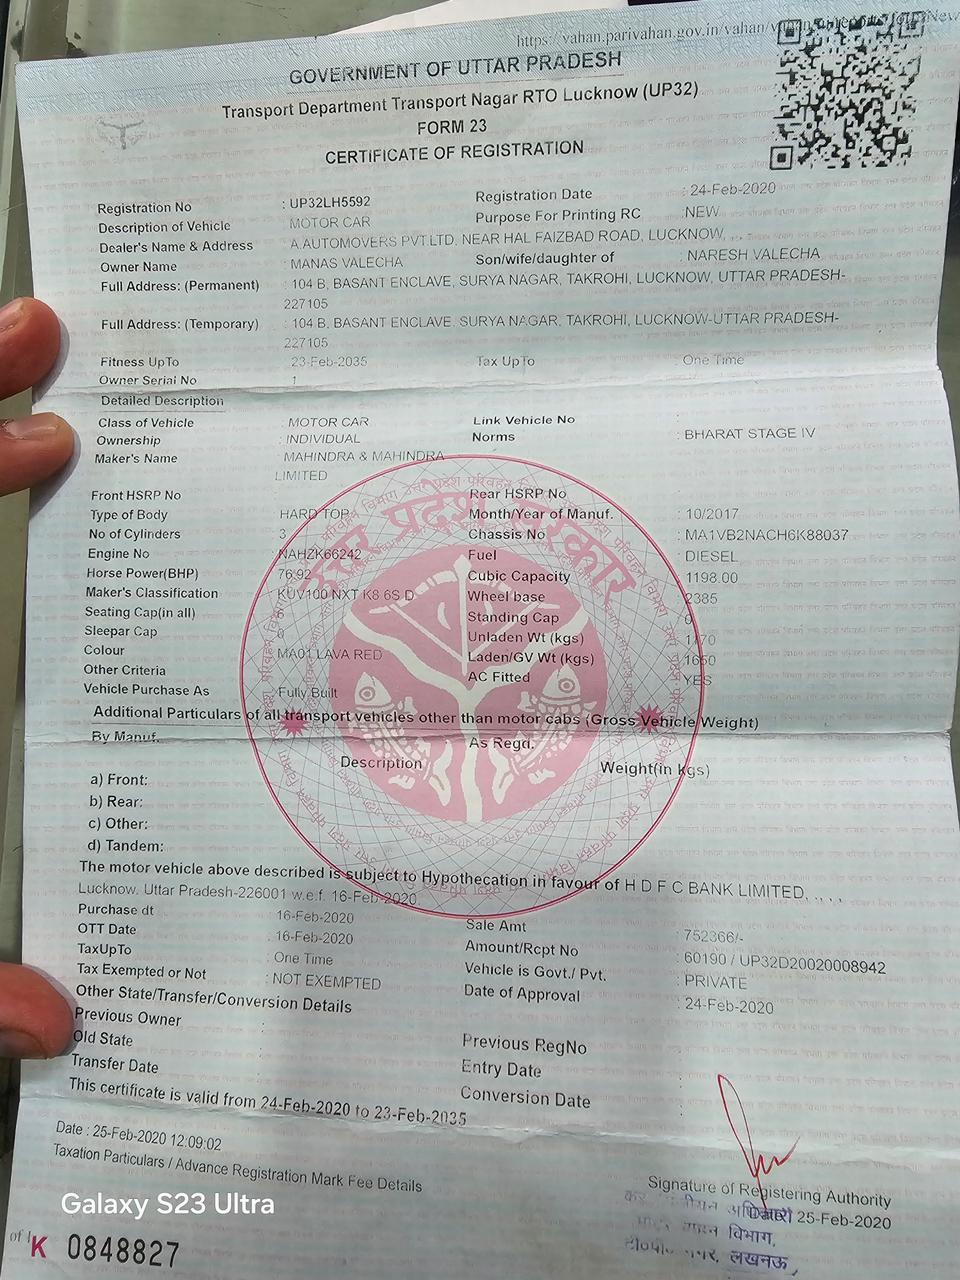 https://vahan.parivahan.gov.in/vahan/
GOVERNMENT OF UTTAR PRADESH
Transport Department Transport Nagar RTO Lucknow (UP32)
FORM 23
CERTIFICATE OF REGISTRATION
Registration No : UP32LH5592 Registration Date : 24-Feb-2020
Description of Vehicle MOTOR CAR Purpose For Printing RC :NEW
Dealer's Name & Address A.AUTOMOVERS PVT.LTD. NEAR HAL FAIZBAD ROAD, LUCKNOW,
Owner Name : MANAS VALECHA Son/wife/daughter of : NARESH VALECHA
Full Address: (Permanent) : 104 B, BASANT ENCLAVE, SURYA NAGAR, TAKROHI, LUCKNOW, UTTAR PRADESH-
227105
Full Address: (Temporary) : 104 B, BASANT ENCLAVE, SURYA NAGAR, TAKROHI, LUCKNOW-UTTAR PRADESH-
227105
Fitness UpTo 23-Feb-2035 Tax UpTo : One Time
Owner Serial No 1
Detailed Description
Class of Vehicle : MOTOR CAR Link Vehicle No
Ownership : INDIVIDUAL Norms : BHARAT STAGE IV
Maker's Name MAHINDRA & MAHINDRA
LIMITED
Front HSRP No Rear HSRP No
Type of Body HARD TOP Month/Year of Manuf. : 10/2017
No of Cylinders 3 Chassis No : MA1VB2NACH6K88037
Engine No NAHZK66242 Fuel : DIESEL
Horse Power(BHP) 76.92 Cubic Capacity 1198.00
Maker's Classification KUV100 NXT K8 6S D Wheel base 2385
Seating Cap(in all) 6 Standing Cap 0
Sleepar Cap 0 Unladen Wt (kgs)
Colour MA01 LAVA RED Laden/GV Wt (kgs) 1650
Other Criteria AC Fitted YES
Vehicle Purchase As Fully Built
Additional Particulars of all transport vehicles other than motor cabs (Gross Vehicle Weight)
By Manuf. As Regd.
Description Weight(in kgs)
a) Front:
b) Rear:
c) Other:
d) Tandem:
The motor vehicle above described is subject to Hypothecation in favour of H D F C BANK LIMITED, , , ,
Lucknow, Uttar Pradesh-226001 w.e.f. 16-Feb-2020
Purchase dt : 16-Feb-2020 Sale Amt : 752366/-
OTT Date : 16-Feb-2020 Amount/Rcpt No : 60190 / UP32D20020008942
TaxUpTo : One Time Vehicle is Govt./ Pvt. : PRIVATE
Tax Exempted or Not : NOT EXEMPTED Date of Approval : 24-Feb-2020
Other State/Transfer/Conversion Details
Previous Owner : Previous RegNo :
Old State : Entry Date :
Transfer Date : Conversion Date :
This certificate is valid from 24-Feb-2020 to 23-Feb-2035
Date : 25-Feb-2020 12:09:02
Taxation Particulars / Advance Registration Mark Fee Details
Signature of Registering Authority
25-Feb-2020
अधिकारी
विभाग,
लखनऊ
उत्तर प्रदेश सरकार
Galaxy S23 Ultra
K 0848827